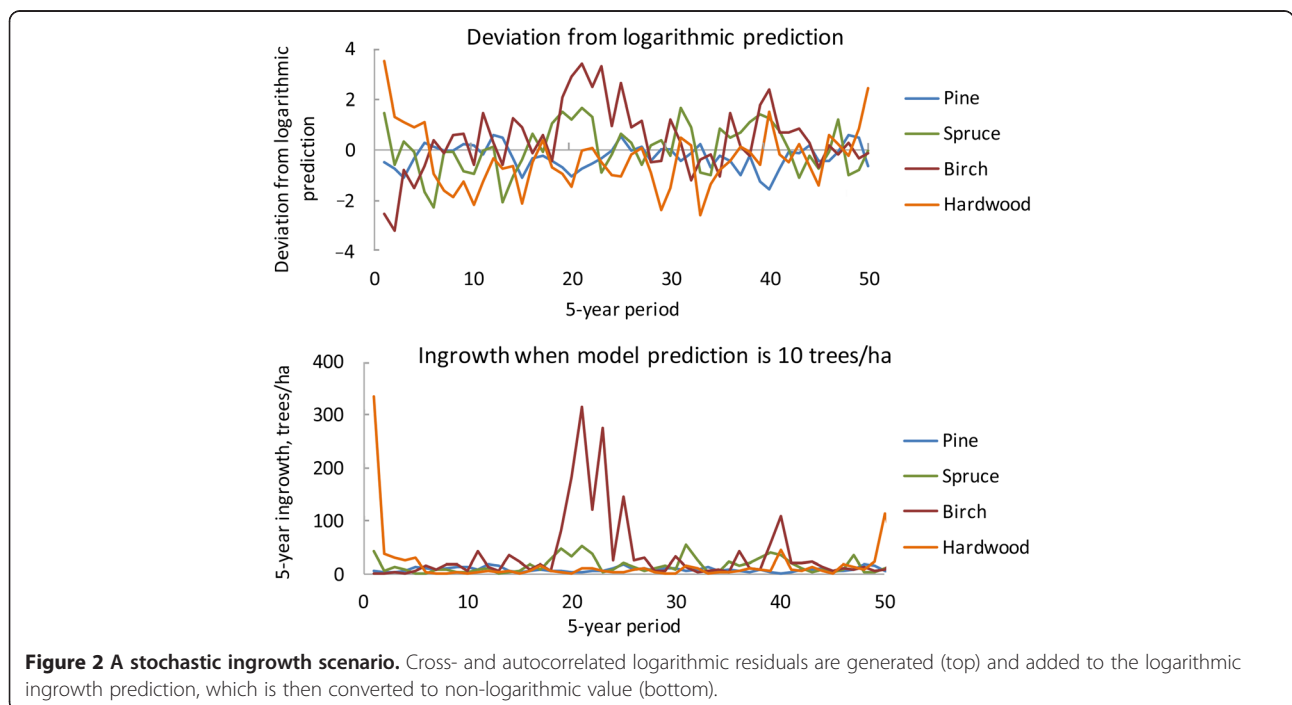 Deviation from logarithmic prediction
Deviation from logarithmic
prediction
4
2
0
−2
−4
0 10 20 30 40 50
5-year period
Pine
Spruce
Birch
Hardwood
Ingrowth when model prediction is 10 trees/ha
5-year ingrowth, trees/ha
400
300
200
100
0
0 10 20 30 40 50
5-year period
Pine
Spruce
Birch
Hardwood
Figure 2 A stochastic ingrowth scenario. Cross- and autocorrelated logarithmic residuals are generated (top) and added to the logarithmic
ingrowth prediction, which is then converted to non-logarithmic value (bottom).